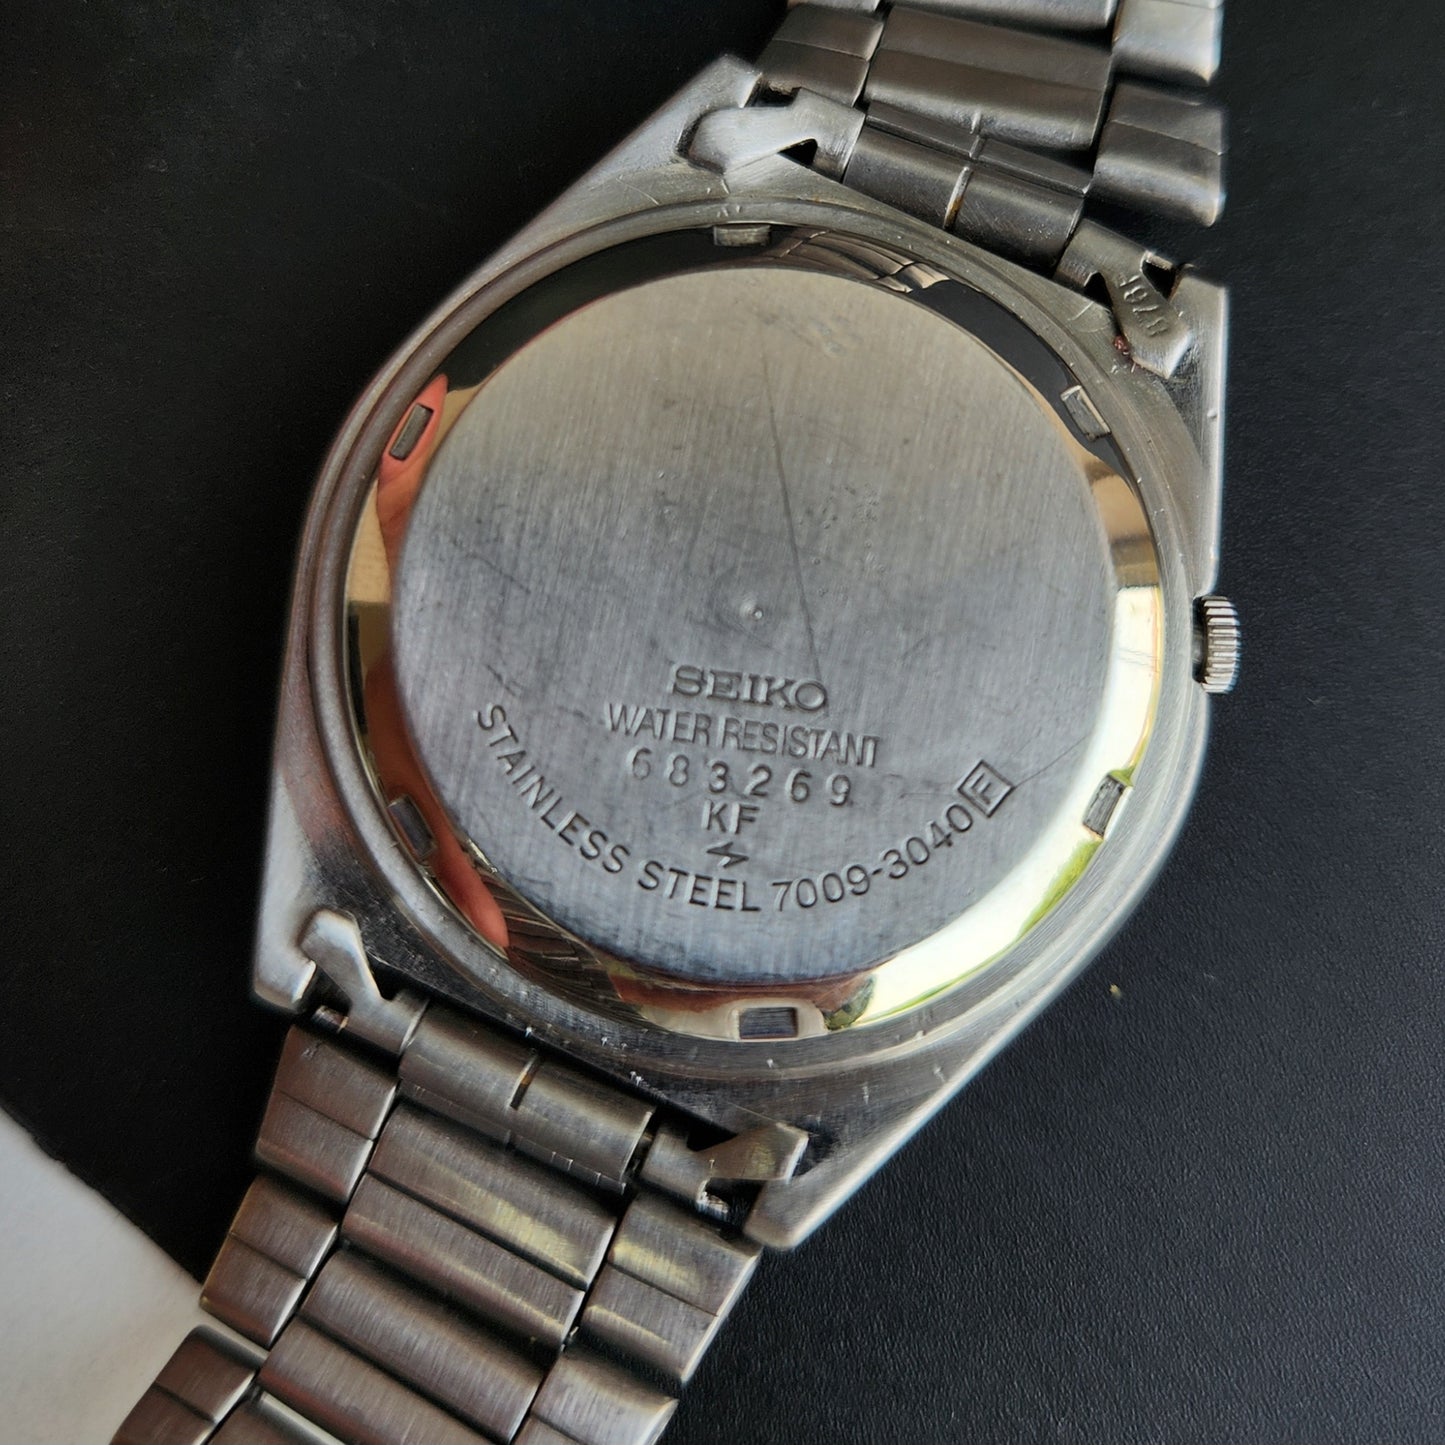 SEIKO
WATER RESISTANT
683269
KF
STAINLESS STEEL 7009-3040 F